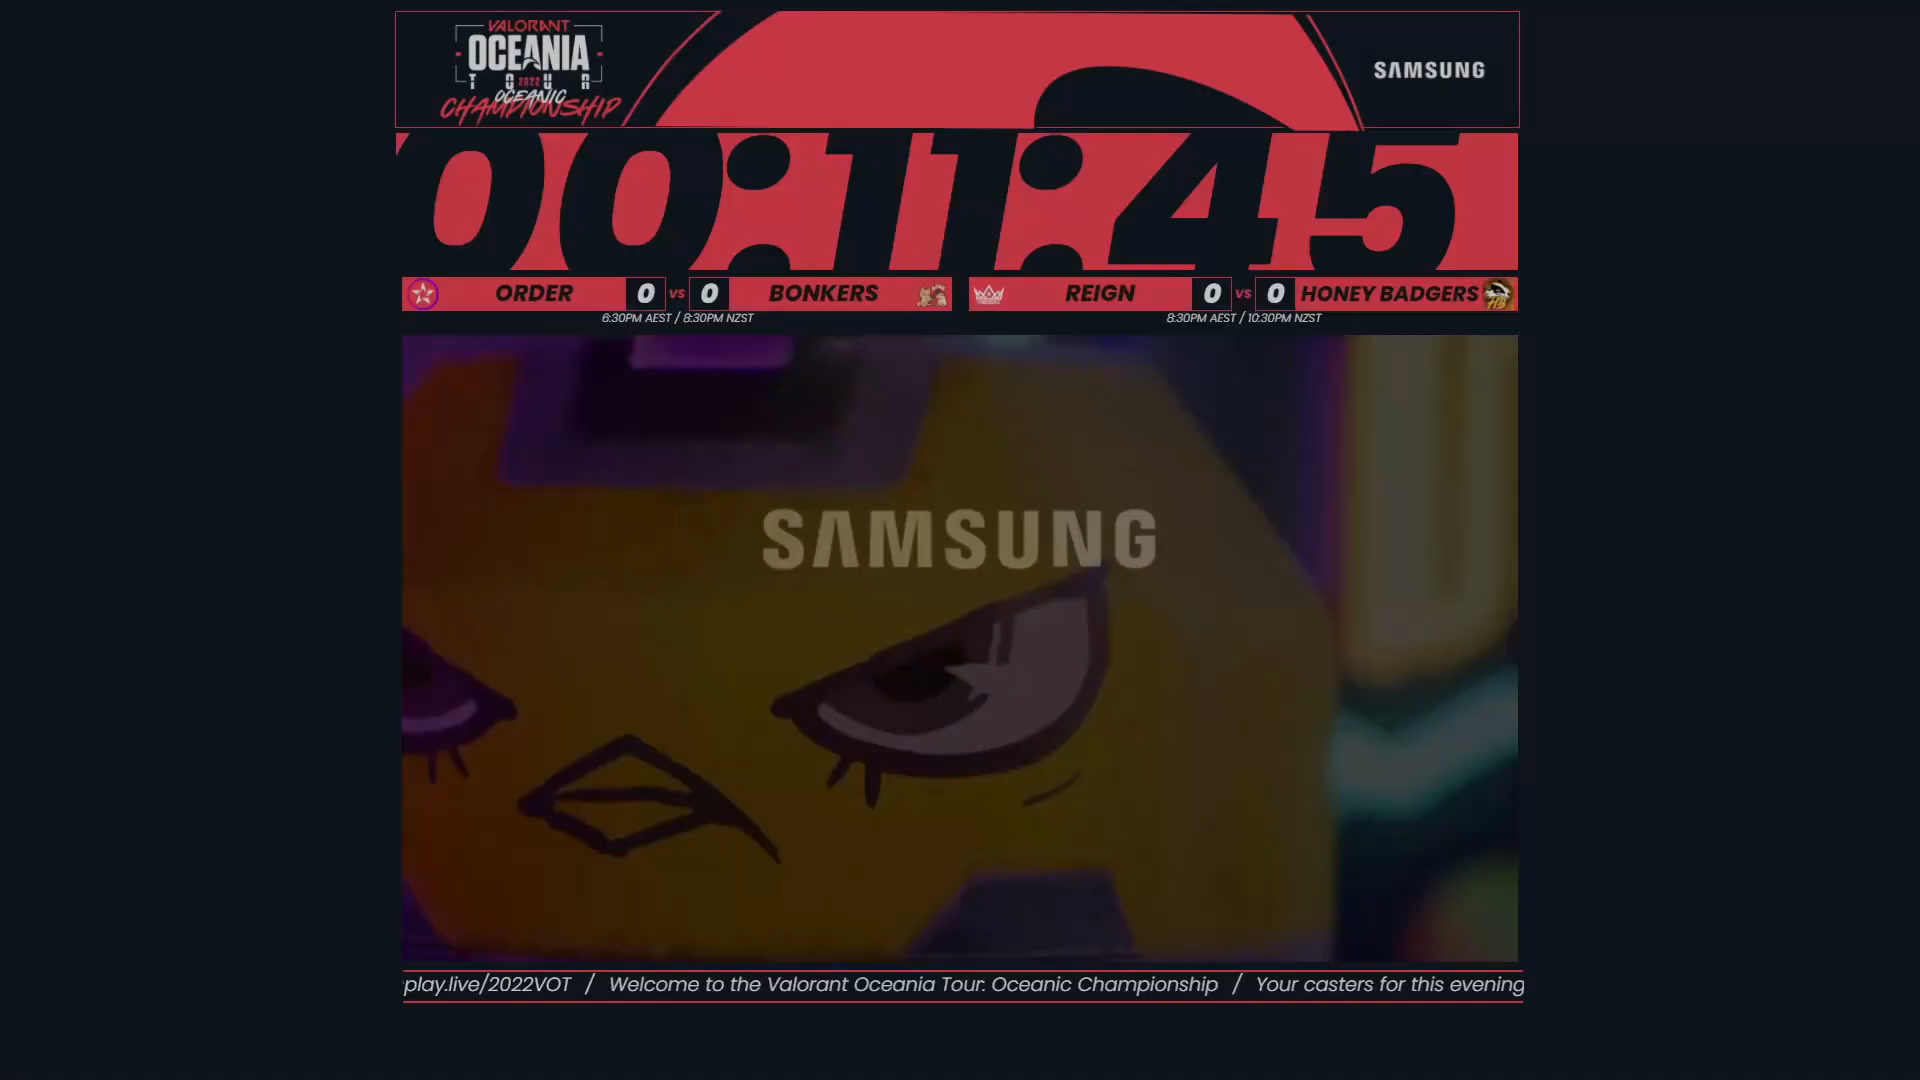 VALORANT
OCEANIA
TOUR
2022
OCEANIC
CHAMPIONSHIP
SAMSUNG
00:11:45
ORDER 0 VS 0 BONKERS
6:30PM AEST / 8:30PM NZST
REIGN 0 VS 0 HONEY BADGERS
8:30PM AEST / 10:30PM NZST
SAMSUNG
play.live/2022VOT / Welcome to the Valorant Oceania Tour: Oceanic Championship / Your casters for this evening